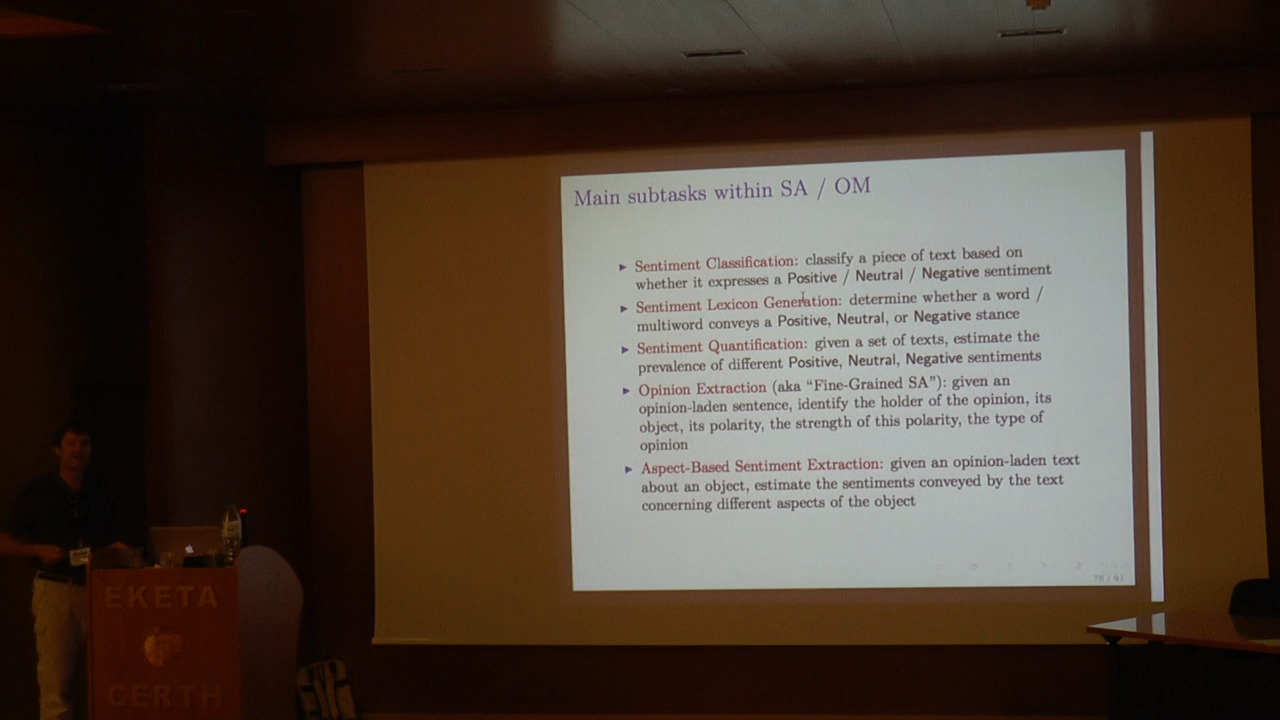 Main subtasks within SA / OM
► Sentiment Classification: classify a piece of text based on
whether it expresses a Positive / Neutral / Negative sentiment
► Sentiment Lexicon Generation: determine whether a word /
multiword conveys a Positive, Neutral, or Negative stance
► Sentiment Quantification: given a set of texts, estimate the
prevalence of different Positive, Neutral, Negative sentiments
► Opinion Extraction (aka “Fine-Grained SA”): given an
opinion-laden sentence, identify the holder of the opinion, its
object, its polarity, the strength of this polarity, the type of
opinion
► Aspect-Based Sentiment Extraction: given an opinion-laden text
about an object, estimate the sentiments conveyed by the text
concerning different aspects of the object
EKETA
CERTH